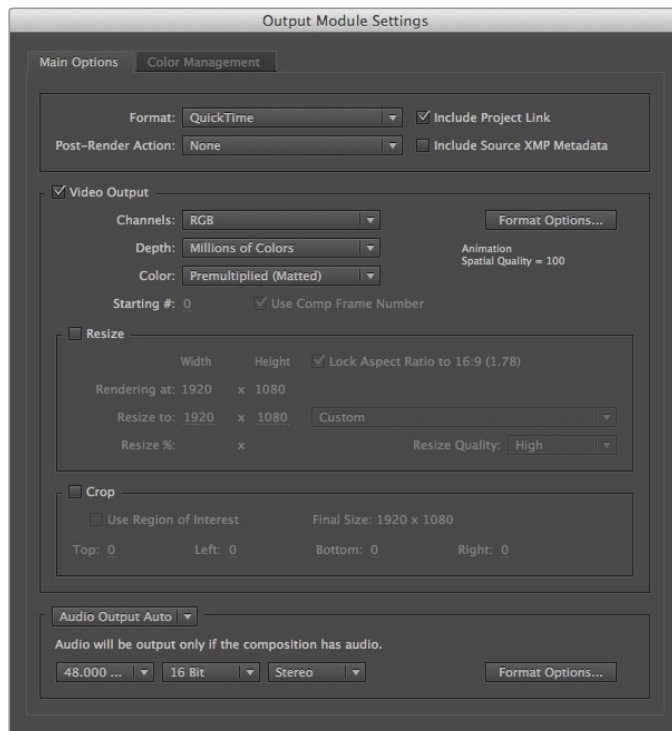 Output Module Settings
Main Options Color Management
Format: QuickTime Include Project Link
Post-Render Action: None Include Source XMP Metadata
Video Output
Channels: RGB Format Options...
Depth: Millions of Colors Animation
Spatial Quality = 100
Color: Premultiplied (Matted)
Starting #: 0 Use Comp Frame Number
Resize
Width Height Lock Aspect Ratio to 16:9 (1.78)
Rendering at: 1920 x 1080
Resize to: 1920 x 1080 Custom
Resize %: x Resize Quality: High
Crop
Use Region of Interest Final Size: 1920 x 1080
Top: 0 Left: 0 Bottom: 0 Right: 0
Audio Output Auto
Audio will be output only if the composition has audio.
48.000 ... 16 Bit Stereo Format Options...